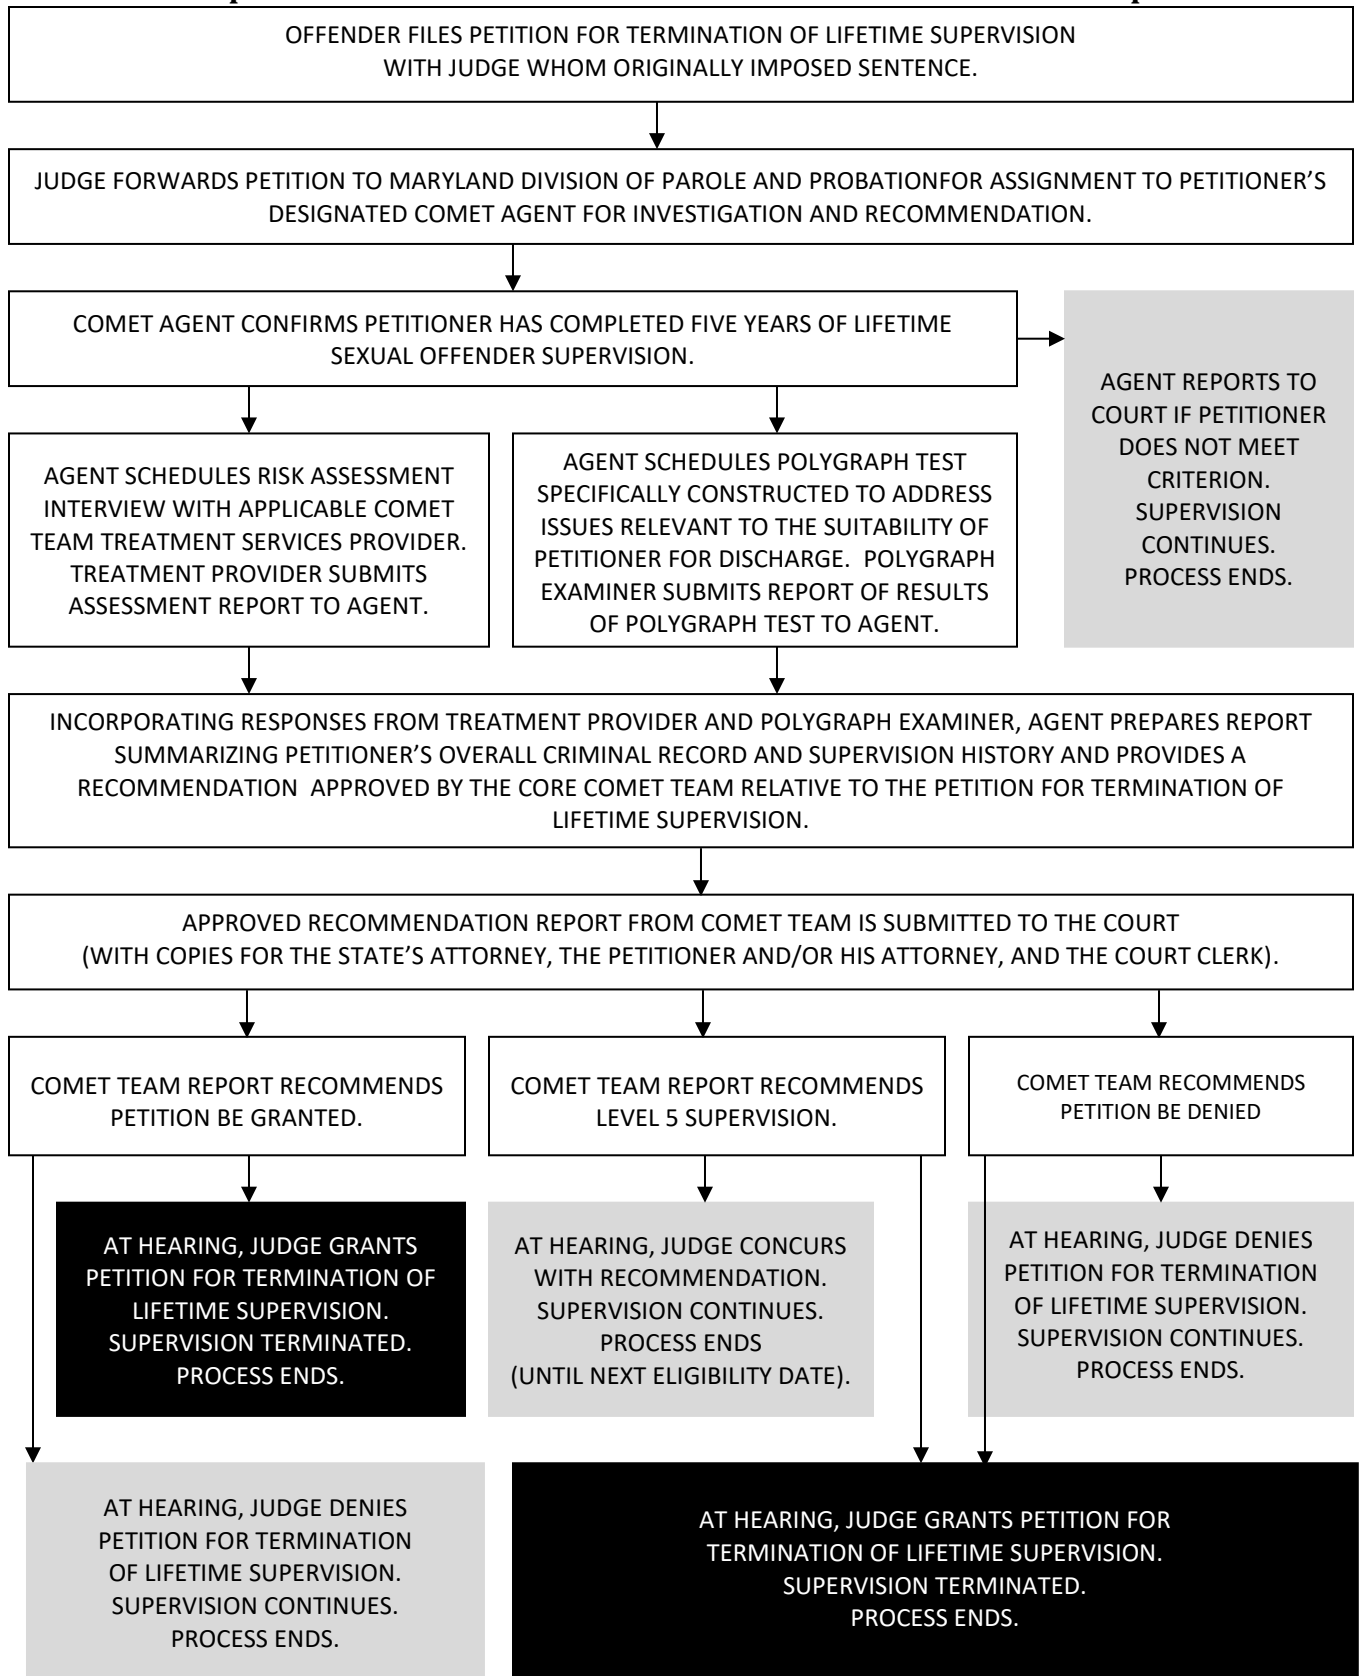 OFFENDER FILES PETITION FOR TERMINATION OF LIFETIME SUPERVISION
WITH JUDGE WHOM ORIGINALLY IMPOSED SENTENCE.
JUDGE FORWARDS PETITION TO MARYLAND DIVISION OF PAROLE AND PROBATIONFOR ASSIGNMENT TO PETITIONER’S
DESIGNATED COMET AGENT FOR INVESTIGATION AND RECOMMENDATION.
COMET AGENT CONFIRMS PETITIONER HAS COMPLETED FIVE YEARS OF LIFETIME
SEXUAL OFFENDER SUPERVISION.
AGENT REPORTS TO
COURT IF PETITIONER
DOES NOT MEET
CRITERION.
SUPERVISION
CONTINUES.
PROCESS ENDS.
AGENT SCHEDULES RISK ASSESSMENT
INTERVIEW WITH APPLICABLE COMET
TEAM TREATMENT SERVICES PROVIDER.
TREATMENT PROVIDER SUBMITS
ASSESSMENT REPORT TO AGENT.
AGENT SCHEDULES POLYGRAPH TEST
SPECIFICALLY CONSTRUCTED TO ADDRESS
ISSUES RELEVANT TO THE SUITABILITY OF
PETITIONER FOR DISCHARGE. POLYGRAPH
EXAMINER SUBMITS REPORT OF RESULTS
OF POLYGRAPH TEST TO AGENT.
INCORPORATING RESPONSES FROM TREATMENT PROVIDER AND POLYGRAPH EXAMINER, AGENT PREPARES REPORT
SUMMARIZING PETITIONER’S OVERALL CRIMINAL RECORD AND SUPERVISION HISTORY AND PROVIDES A
RECOMMENDATION APPROVED BY THE CORE COMET TEAM RELATIVE TO THE PETITION FOR TERMINATION OF
LIFETIME SUPERVISION.
APPROVED RECOMMENDATION REPORT FROM COMET TEAM IS SUBMITTED TO THE COURT
(WITH COPIES FOR THE STATE’S ATTORNEY, THE PETITIONER AND/OR HIS ATTORNEY, AND THE COURT CLERK).
COMET TEAM REPORT RECOMMENDS
PETITION BE GRANTED.
COMET TEAM REPORT RECOMMENDS
LEVEL 5 SUPERVISION.
COMET TEAM RECOMMENDS
PETITION BE DENIED
AT HEARING, JUDGE GRANTS
PETITION FOR TERMINATION OF
LIFETIME SUPERVISION.
SUPERVISION TERMINATED.
PROCESS ENDS.
AT HEARING, JUDGE CONCURS
WITH RECOMMENDATION.
SUPERVISION CONTINUES.
PROCESS ENDS
(UNTIL NEXT ELIGIBILITY DATE).
AT HEARING, JUDGE DENIES
PETITION FOR TERMINATION
OF LIFETIME SUPERVISION.
SUPERVISION CONTINUES.
PROCESS ENDS.
AT HEARING, JUDGE DENIES
PETITION FOR TERMINATION
OF LIFETIME SUPERVISION.
SUPERVISION CONTINUES.
PROCESS ENDS.
AT HEARING, JUDGE GRANTS PETITION FOR
TERMINATION OF LIFETIME SUPERVISION.
SUPERVISION TERMINATED.
PROCESS ENDS.